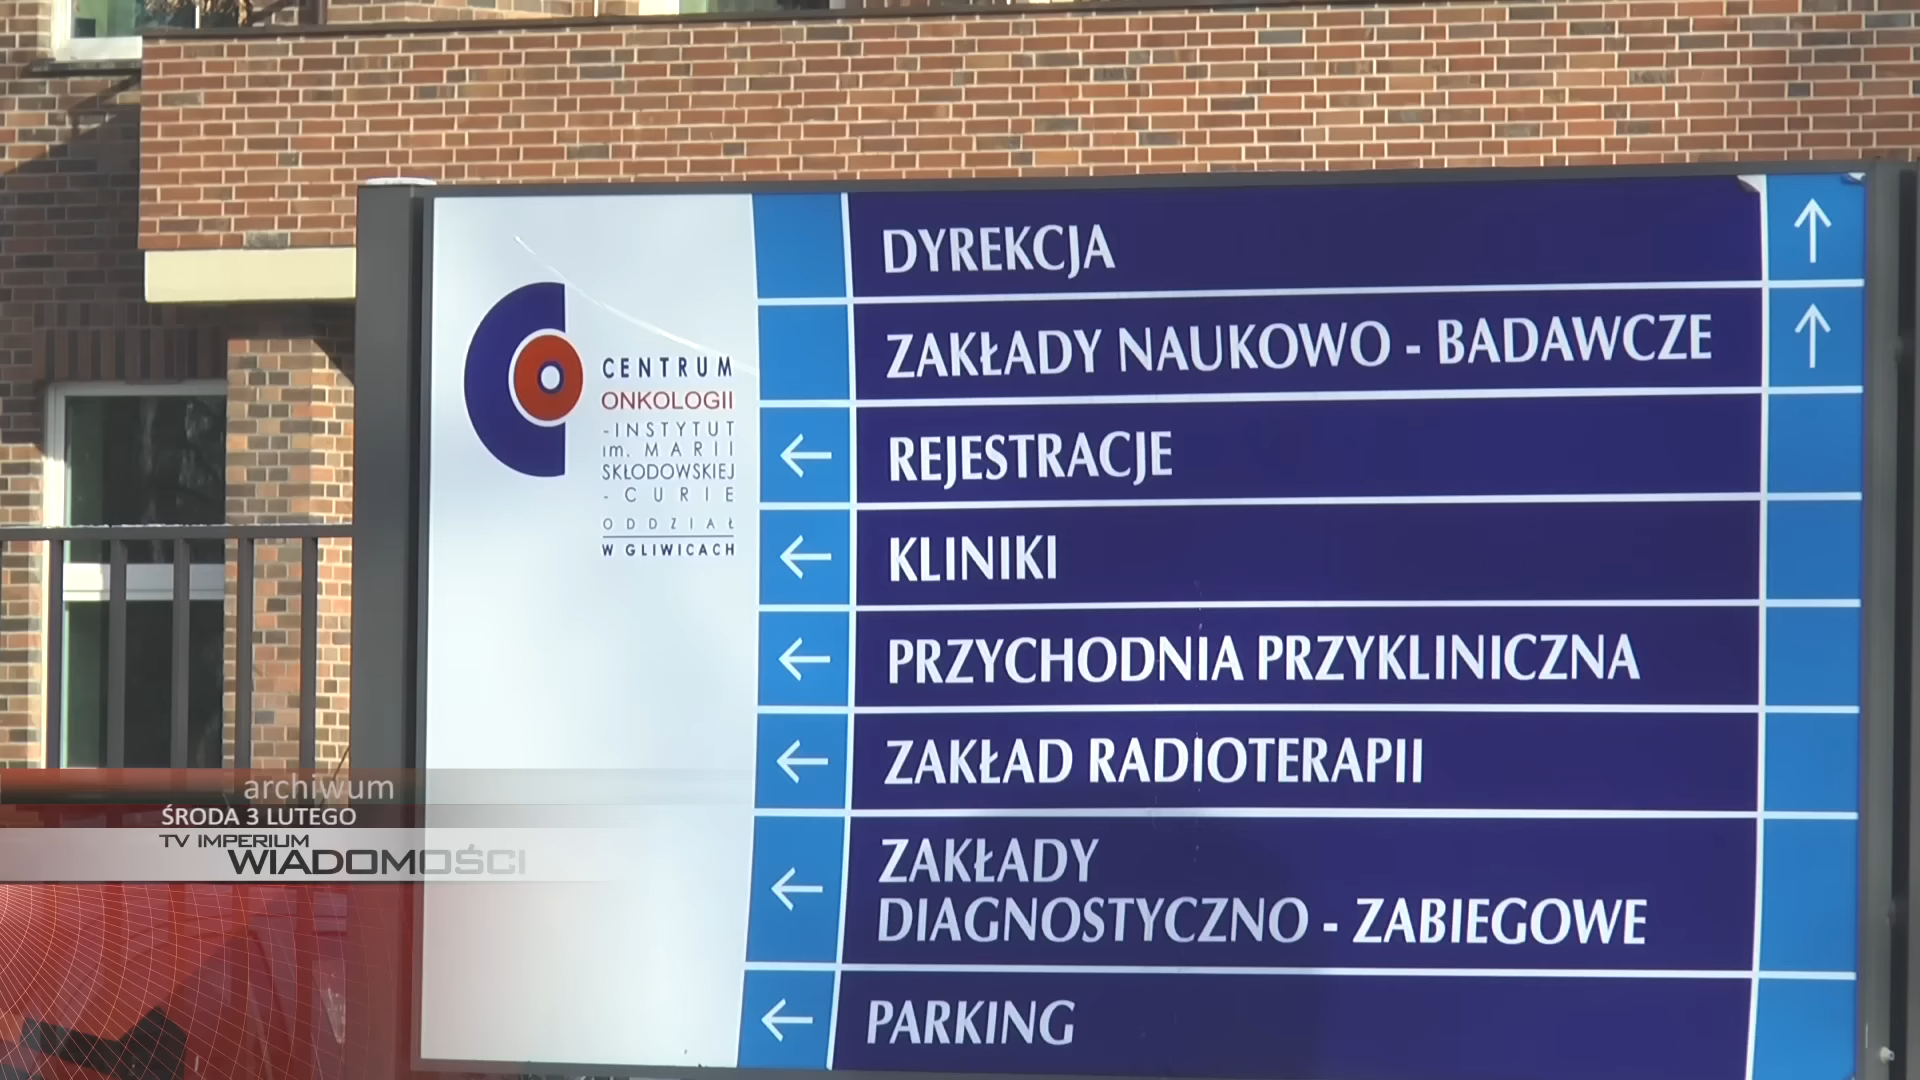 DYREKCJA
ZAKŁADY NAUKOWO - BADAWCZE
REJESTRACJE
KLINIKI
PRZYCHODNIA PRZYKLINICZNA
ZAKŁAD RADIOTERAPII
ZAKŁADY
DIAGNOSTYCZNO - ZABIEGOWE
PARKING
CENTRUM
ONKOLOGII
-INSTYTUT
im. MARII
SKŁODOWSKIEJ
- CURIE
ODDZIAŁ
W GLIWICACH
archiwum
ŚRODA 3 LUTEGO
TV IMPERIUM
WIADOMOŚCI